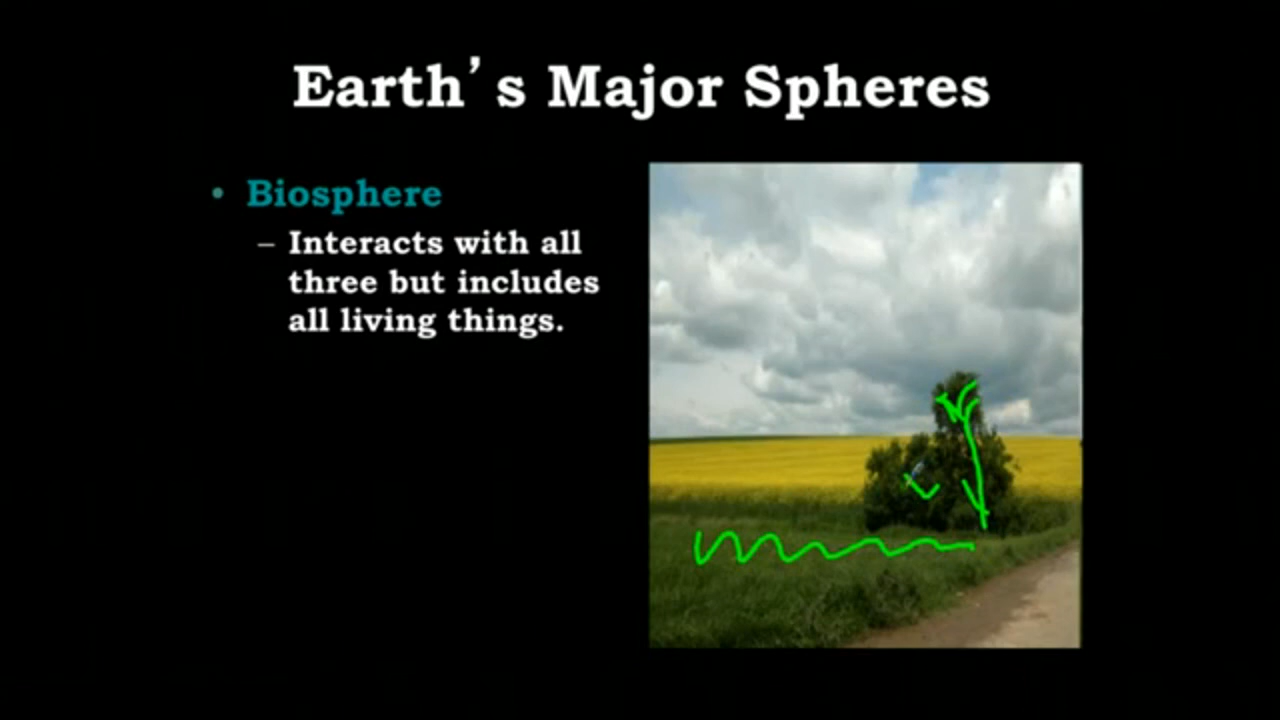 Earth's Major Spheres
• Biosphere
– Interacts with all
three but includes
all living things.